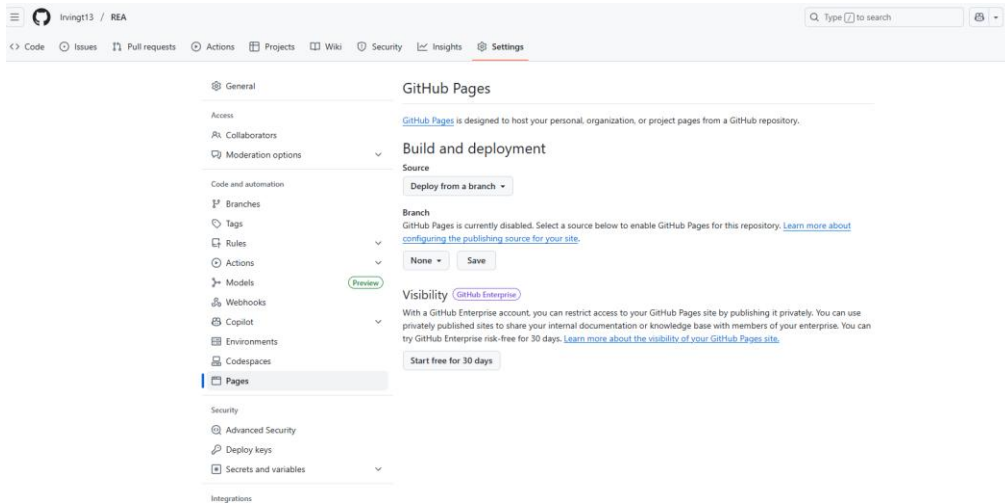 Irvingt13 / REA
Type / to search
Code Issues Pull requests Actions Projects Wiki Security Insights Settings
General
Access
Collaborators
Moderation options
Code and automation
Branches
Tags
Rules
Actions
Models Preview
Webhooks
Copilot
Environments
Codespaces
Pages
Security
Advanced Security
Deploy keys
Secrets and variables
Integrations
GitHub Pages
GitHub Pages is designed to host your personal, organization, or project pages from a GitHub repository.
Build and deployment
Source
Deploy from a branch
Branch
GitHub Pages is currently disabled. Select a source below to enable GitHub Pages for this repository. Learn more about
configuring the publishing source for your site.
None Save
Visibility GitHub Enterprise
With a GitHub Enterprise account, you can restrict access to your GitHub Pages site by publishing it privately. You can use
privately published sites to share your internal documentation or knowledge base with members of your enterprise. You can
try GitHub Enterprise risk-free for 30 days. Learn more about the visibility of your GitHub Pages site.
Start free for 30 days